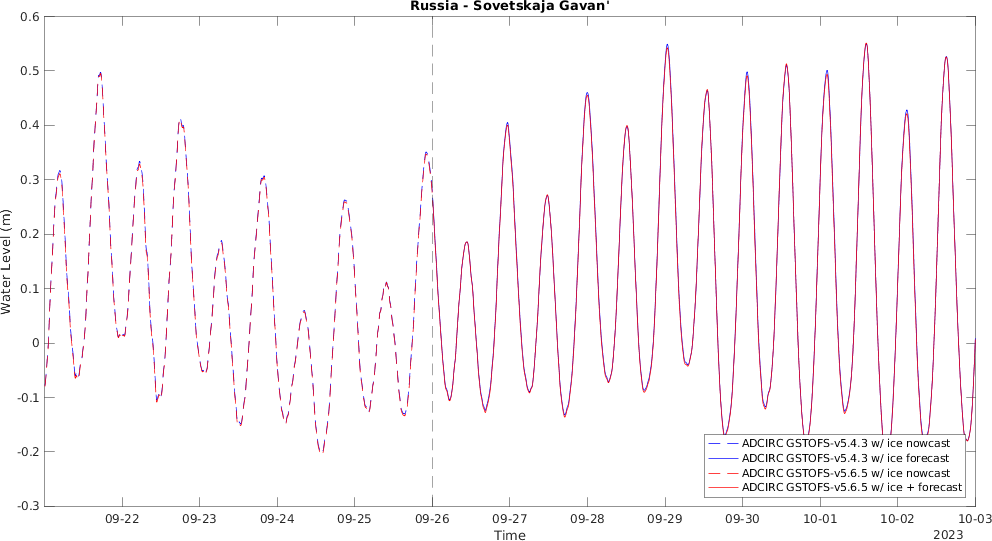 Russia - Sovetskaja Gavan'
0.6
0.5
0.4
0.3
0.2
0.1
0
-0.1
-0.2
-0.3
Water Level (m)
ADCIRC GSTOFS-v5.4.3 w/ ice nowcast
ADCIRC GSTOFS-v5.4.3 w/ ice forecast
ADCIRC GSTOFS-v5.6.5 w/ ice nowcast
ADCIRC GSTOFS-v5.6.5 w/ ice + forecast
09-22 09-23 09-24 09-25 09-26 09-27 09-28 09-29 09-30 10-01 10-02 10-03
Time
2023